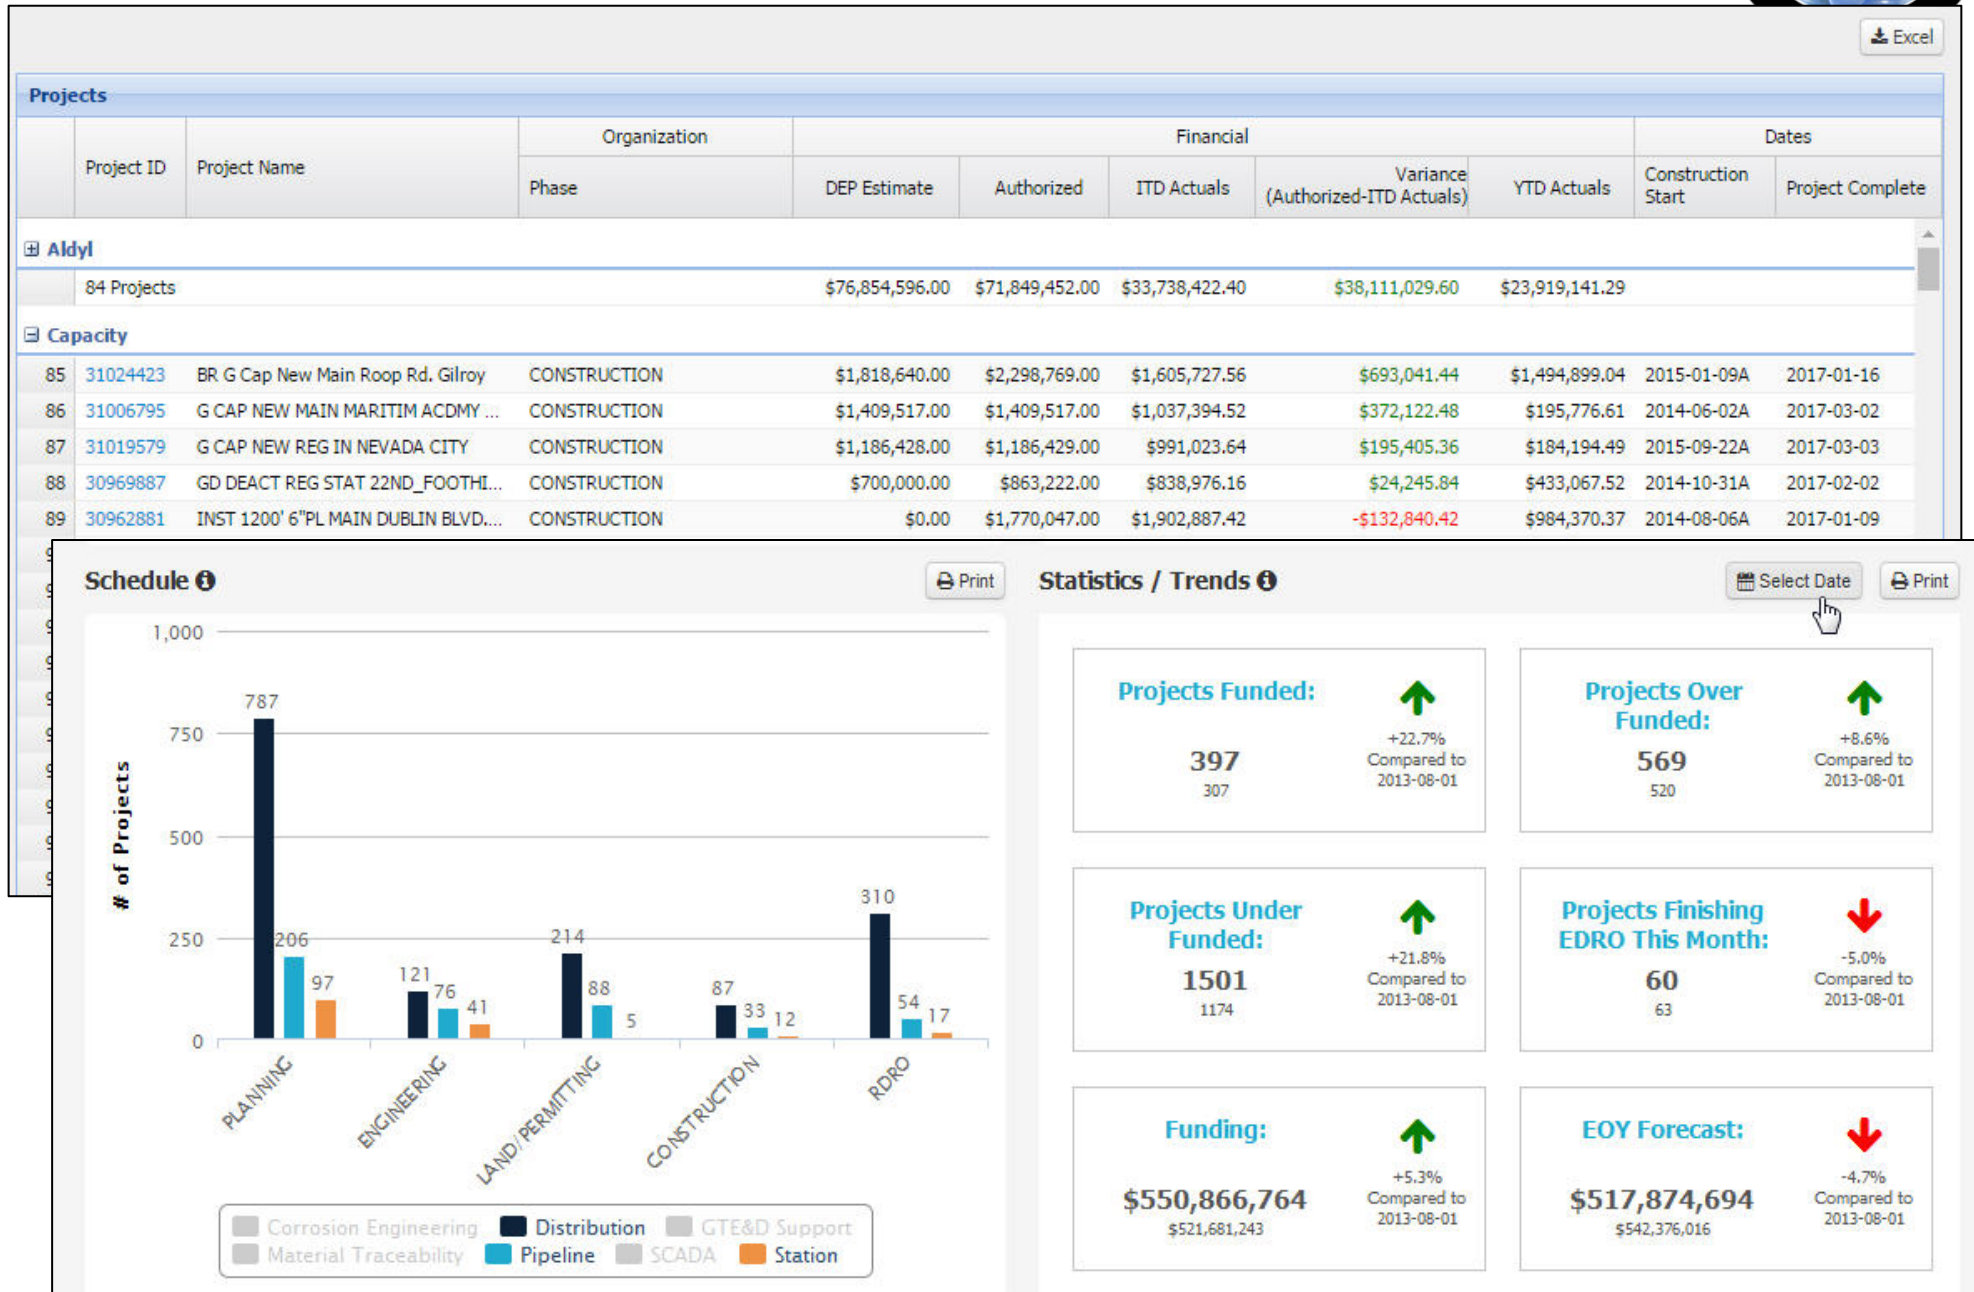 Excel
Projects
Organization Financial Dates
Project ID Project Name
Phase DEP Estimate Authorized ITD Actuals Variance (Authorized-ITD Actuals) YTD Actuals Construction Start Project Complete
Aldyl
84 Projects $76,854,596.00 $71,849,452.00 $33,738,422.40 $38,111,029.60 $23,919,141.29
Capacity
85 31024423 BR G Cap New Main Roop Rd. Gilroy CONSTRUCTION $1,818,640.00 $2,298,769.00 $1,605,727.56 $693,041.44 $1,494,899.04 2015-01-09A 2017-01-16
86 31006795 G CAP NEW MAIN MARITIM ACDMY ... CONSTRUCTION $1,409,517.00 $1,409,517.00 $1,037,394.52 $372,122.48 $195,776.61 2014-06-02A 2017-03-02
87 31019579 G CAP NEW REG IN NEVADA CITY CONSTRUCTION $1,186,428.00 $1,186,429.00 $991,023.64 $195,405.36 $184,194.49 2015-09-22A 2017-03-03
88 30969887 GD DEACT REG STAT 22ND_FOOTHI... CONSTRUCTION $700,000.00 $863,222.00 $838,976.16 $24,245.84 $433,067.52 2014-10-31A 2017-02-02
89 30962881 INST 1200' 6"PL MAIN DUBLIN BLVD.... CONSTRUCTION $0.00 $1,770,047.00 $1,902,887.42 -$132,840.42 $984,370.37 2014-08-06A 2017-01-09
Schedule
Print
1,000
750
500
250
0
# of Projects
787
206
97
121
76
41
214
88
5
87
33
12
310
54
17
PLANNING
ENGINEERING
LAND/PERMITTING
CONSTRUCTION
RDRO
Corrosion Engineering Distribution GTE&D Support
Material Traceability Pipeline SCADA Station
Statistics / Trends
Select Date
Print
Projects Funded:
397
307
+22.7%
Compared to
2013-08-01
Projects Over
Funded:
569
520
+8.6%
Compared to
2013-08-01
Projects Under
Funded:
1501
1174
+21.8%
Compared to
2013-08-01
Projects Finishing
EDRO This Month:
60
63
-5.0%
Compared to
2013-08-01
Funding:
$550,866,764
$521,681,243
+5.3%
Compared to
2013-08-01
EOY Forecast:
$517,874,694
$542,376,016
-4.7%
Compared to
2013-08-01